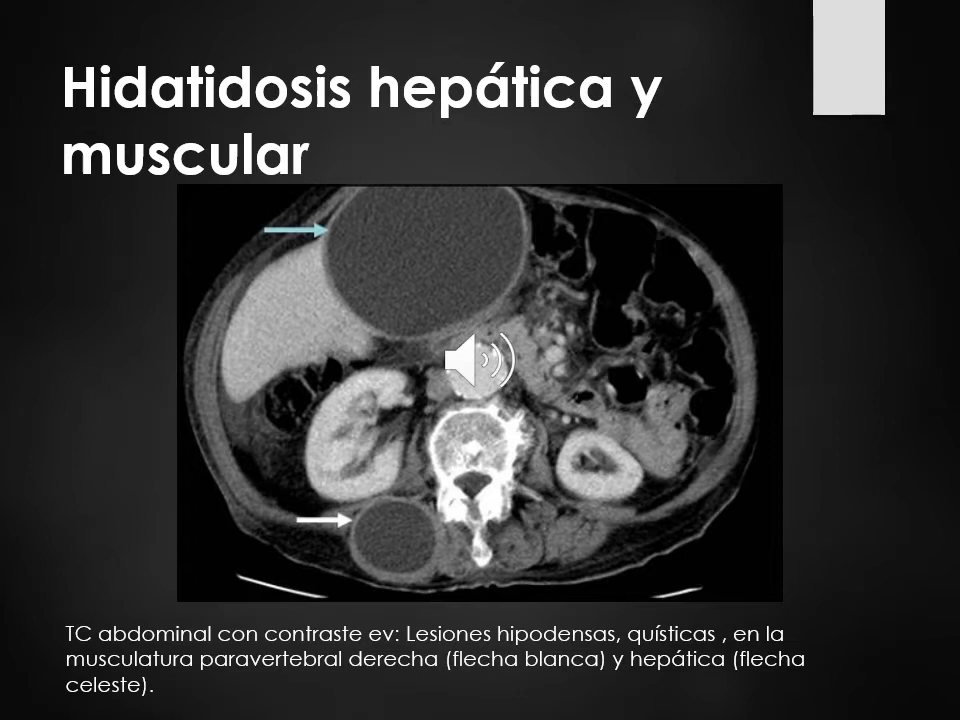 Hidatidosis hepática y
muscular
TC abdominal con contraste ev: Lesiones hipodensas, quísticas , en la
musculatura paravertebral derecha (flecha blanca) y hepática (flecha
celeste).